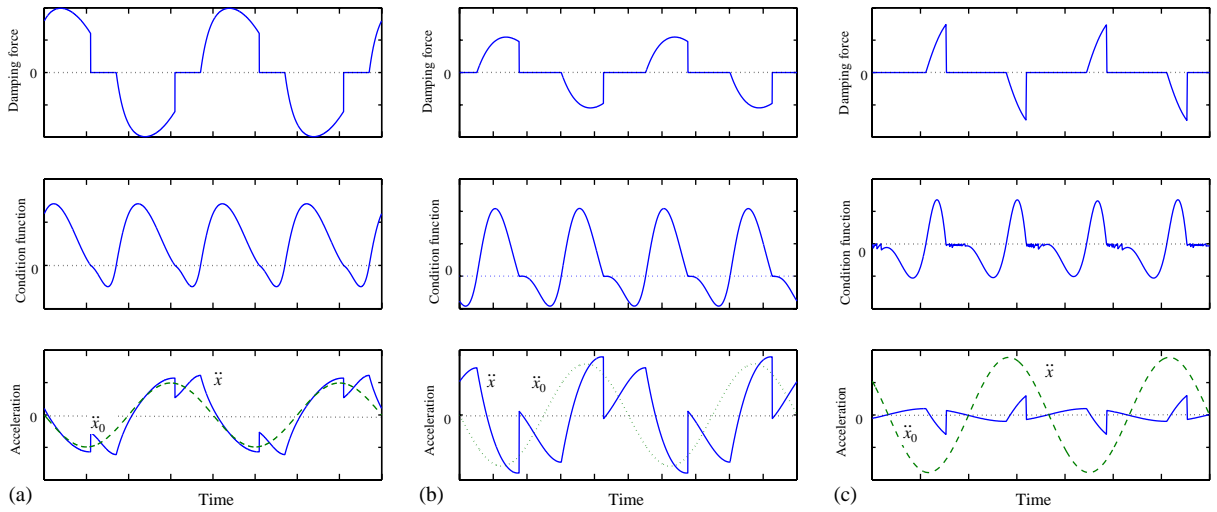 Damping force
0
Condition function
0
Acceleration
0
ẍ
ẍ0
(a)
Time
Damping force
0
Condition function
0
Acceleration
0
ẍ
ẍ0
(b)
Time
Damping force
0
Condition function
0
Acceleration
0
ẍ
ẍ0
(c)
Time